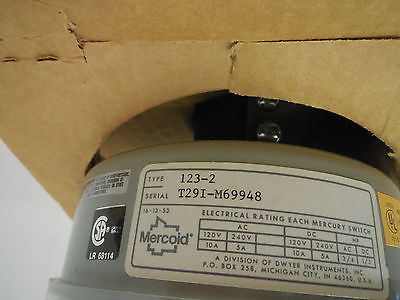 TYPE 123-2
SERIAL T29I-M69948
16-12-53
Mercoid
ELECTRICAL RATING EACH MERCURY SWITCH
AC DC HP
120V 240V 120V 240V AC DC
10A 5A 10A 5A 3/4
A DIVISION OF DWYER INSTRUMENTS, INC.
P.O. BOX 258, MICHIGAN CITY, IN 46360, U.S.A.
LR 68114
UL